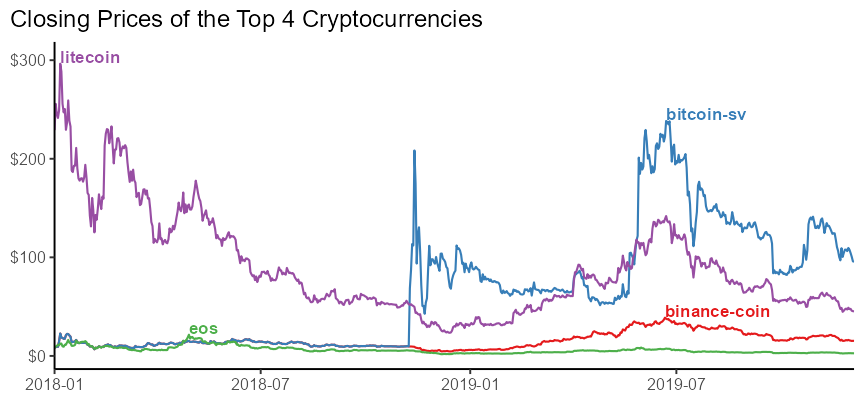 Closing Prices of the Top 4 Cryptocurrencies
$300
litecoin
bitcoin-sv
$200
$100
binance-coin
eos
$0
2018-01
2018-07
2019-01
2019-07